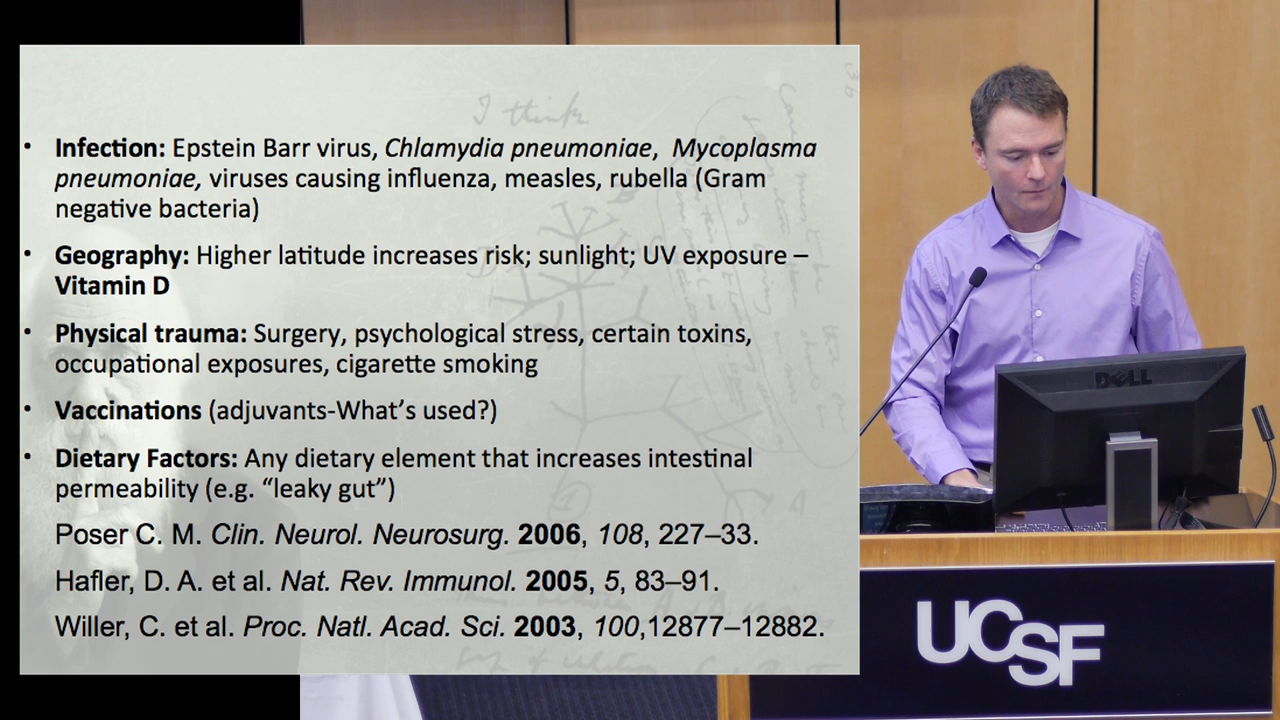 I think
• Infection: Epstein Barr virus, Chlamydia pneumoniae, Mycoplasma
pneumoniae, viruses causing influenza, measles, rubella (Gram
negative bacteria)
• Geography: Higher latitude increases risk; sunlight; UV exposure –
Vitamin D
• Physical trauma: Surgery, psychological stress, certain toxins,
occupational exposures, cigarette smoking
• Vaccinations (adjuvants-What's used?)
• Dietary Factors: Any dietary element that increases intestinal
permeability (e.g. “leaky gut”)
Poser C. M. Clin. Neurol. Neurosurg. 2006, 108, 227–33.
Hafler, D. A. et al. Nat. Rev. Immunol. 2005, 5, 83–91.
Willer, C. et al. Proc. Natl. Acad. Sci. 2003, 100,12877–12882.
DELL
UCSF